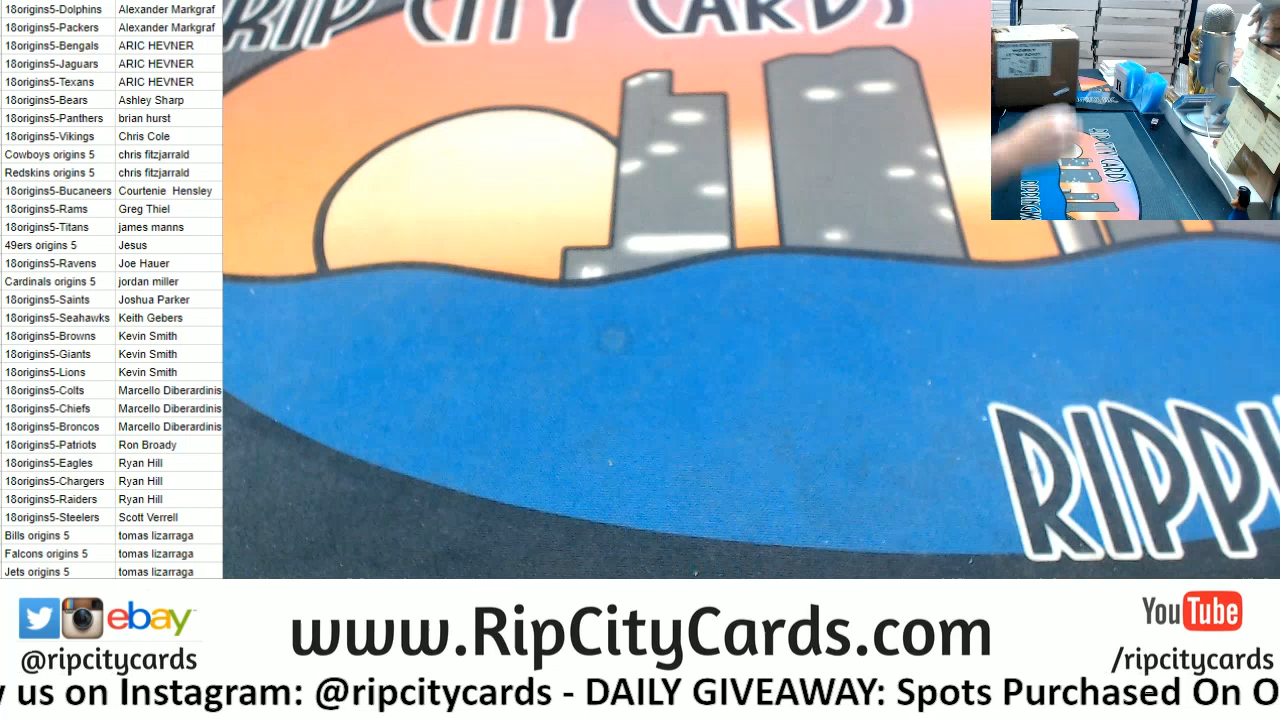 18origins5-Dolphins Alexander Markgraf
18origins5-Packers Alexander Markgraf
18origins5-Bengals ARIC HEVNER
18origins5-Jaguars ARIC HEVNER
18origins5-Texans ARIC HEVNER
18origins5-Bears Ashley Sharp
18origins5-Panthers brian hurst
18origins5-Vikings Chris Cole
Cowboys origins 5 chris fitzjarrald
Redskins origins 5 chris fitzjarrald
18origins5-Bucaneers Courtenie Hensley
18origins5-Rams Greg Thiel
18origins5-Titans james manns
49ers origins 5 Jesus
18origins5-Ravens Joe Hauer
Cardinals origins 5 jordan miller
18origins5-Saints Joshua Parker
18origins5-Seahawks Keith Gebers
18origins5-Browns Kevin Smith
18origins5-Giants Kevin Smith
18origins5-Lions Kevin Smith
18origins5-Colts Marcello Diberardinis
18origins5-Chiefs Marcello Diberardinis
18origins5-Broncos Marcello Diberardinis
18origins5-Patriots Ron Broady
18origins5-Eagles Ryan Hill
18origins5-Chargers Ryan Hill
18origins5-Raiders Ryan Hill
18origins5-Steelers Scott Verrell
Bills origins 5 tomas lizarraga
Falcons origins 5 tomas lizarraga
Jets origins 5 tomas lizarraga
RIP CITY CARDS
RIP CITY CARDS
RIPPI
ebay
@ripcitycards
www.RipCityCards.com
YouTube
/ripcitycards
y us on Instagram: @ripcitycards - DAILY GIVEAWAY: Spots Purchased On O